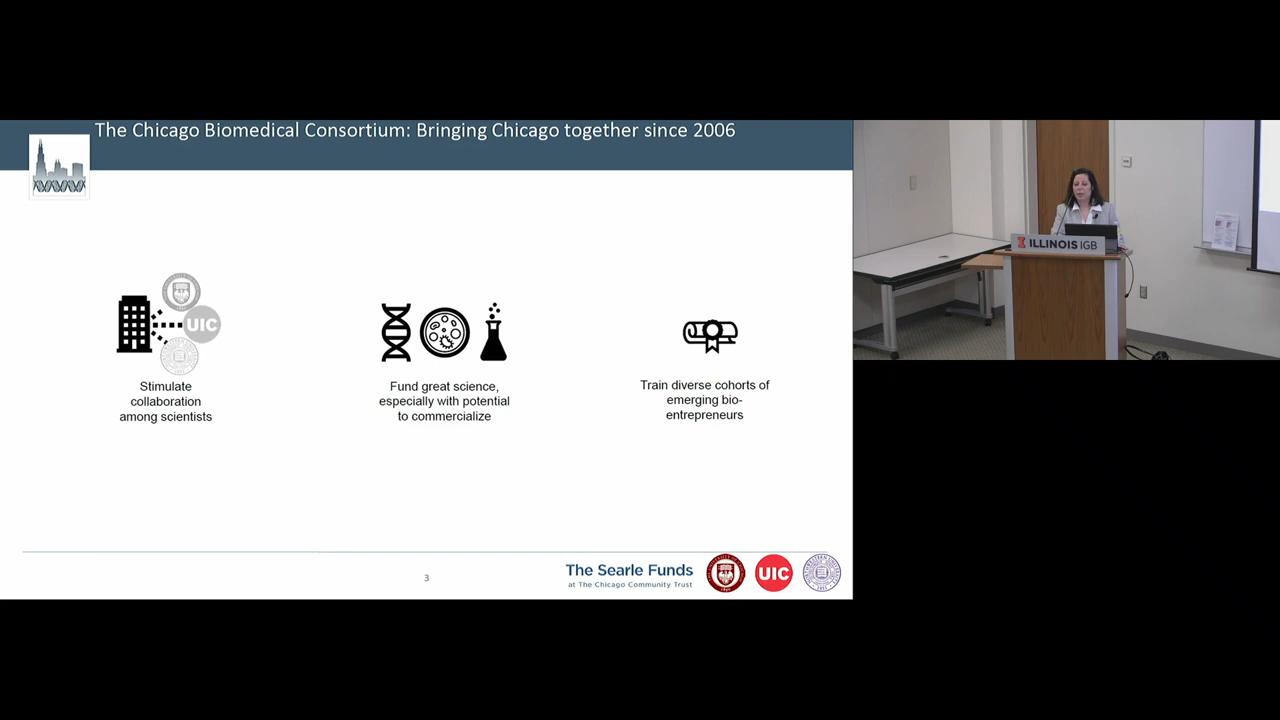 The Chicago Biomedical Consortium: Bringing Chicago together since 2006
UIC
Stimulate
collaboration
among scientists
Fund great science,
especially with potential
to commercialize
Train diverse cohorts of
emerging bio-
entrepreneurs
3
The Searle Funds
at The Chicago Community Trust
UIC
ILLINOIS IGB